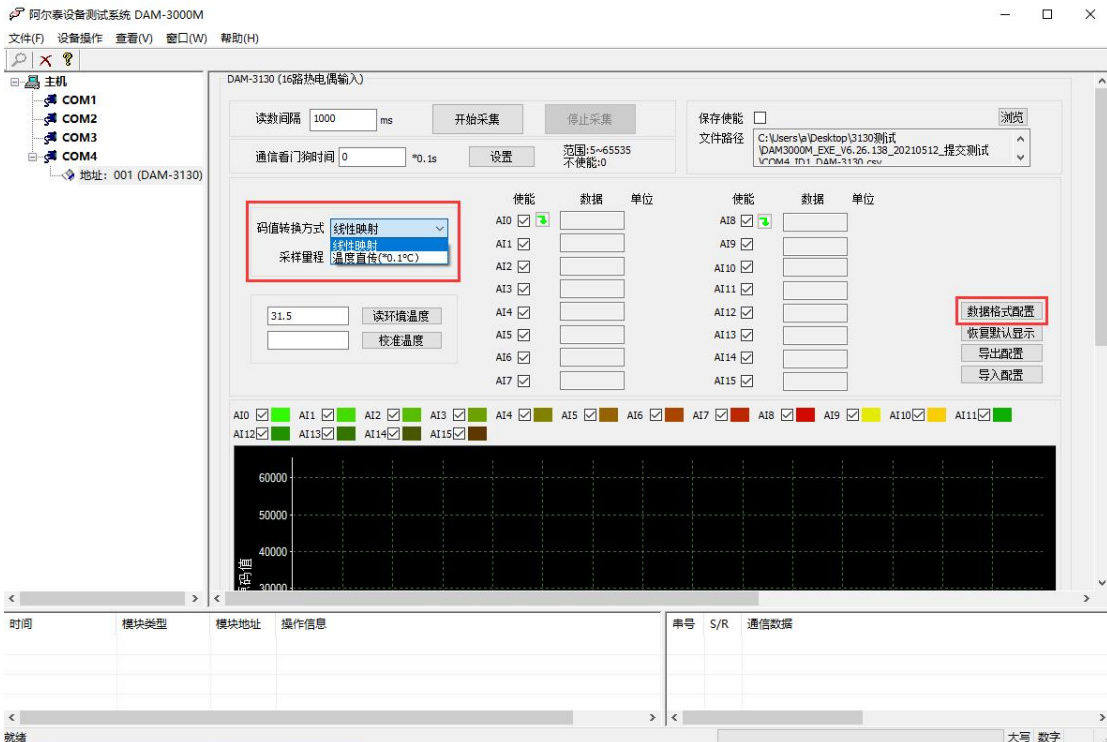 阿尔泰设备测试系统 DAM-3000M
文件(F) 设备操作 查看(V) 窗口(W) 帮助(H)
主机
COM1
COM2
COM3
COM4
地址: 001 (DAM-3130)
DAM-3130 (16路热电偶输入)
读数间隔 1000 ms 开始采集 停止采集
通信看门狗时间 0 *0.1s 设置 范围:5~65535
不使能:0
保存使能 浏览
文件路径 C:\Users\a\Desktop\3130测试
\DAM3000M_EXE_V6.26.138_20210512_提交测试
\COM4_ID1_DAM-3130.csv
码值转换方式 线性映射
线性映射
采样里程 温度直传(*0.1℃)
31.5 读环境温度
校准温度
使能 数据 单位
AI0
AI1
AI2
AI3
AI4
AI5
AI6
AI7
使能 数据 单位
AI8
AI9
AI10
AI11
AI12
AI13
AI14
AI15
数据格式配置
恢复默认显示
导出配置
导入配置
AI0 AI1 AI2 AI3 AI4 AI5 AI6 AI7 AI8 AI9 AI10 AI11
AI12 AI13 AI14 AI15
60000
50000
40000
30000
码值
时间 模块类型 模块地址 操作信息
串号 S/R 通信数据
就绪 大写 数字